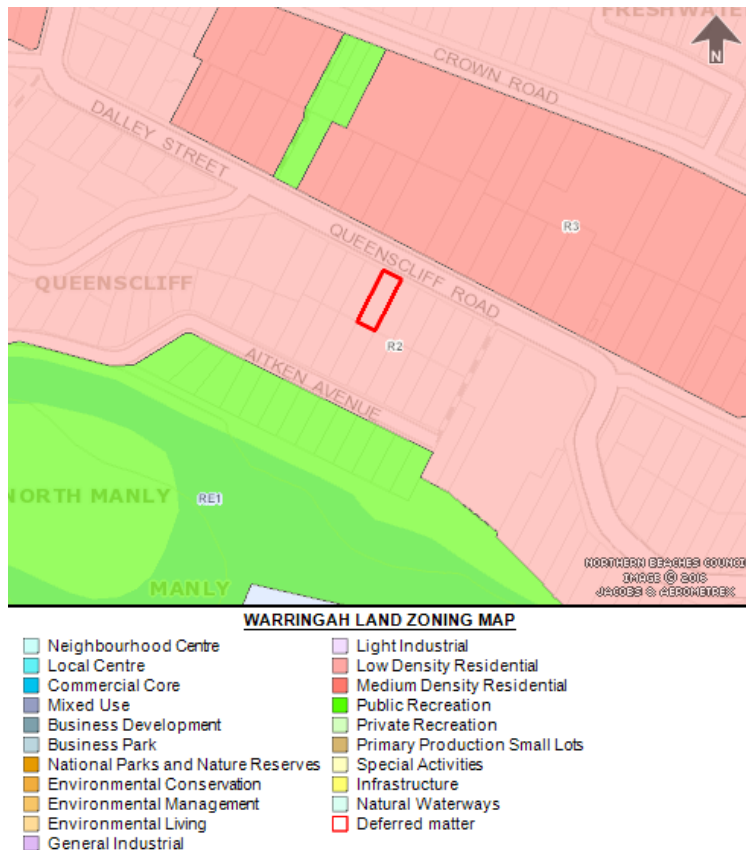 FRESHWATE
CROWN ROAD
N
DALLEY STREET
R3
QUEENSCLIFF ROAD
QUEENSCLIFF
R2
AITKEN AVENUE
NORTH MANLY
RE1
MANLY
NORTHERN BEACHES COUNCI
IMAGE © 2016
JACOBS & AEROMETREX
WARRINGAH LAND ZONING MAP
Neighbourhood Centre
Local Centre
Commercial Core
Mixed Use
Business Development
Business Park
National Parks and Nature Reserves
Environmental Conservation
Environmental Management
Environmental Living
General Industrial
Light Industrial
Low Density Residential
Medium Density Residential
Public Recreation
Private Recreation
Primary Production Small Lots
Special Activities
Infrastructure
Natural Waterways
Deferred matter